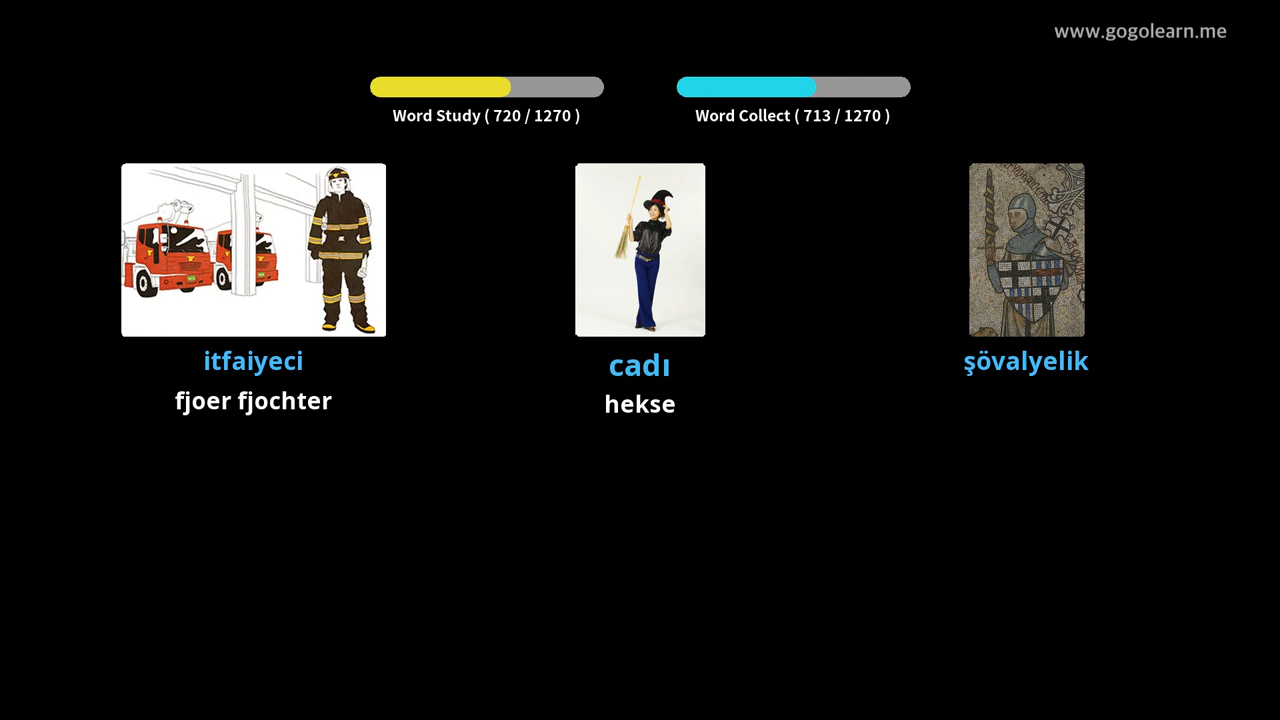 www.gogolearn.me
Word Study ( 720 / 1270 )
Word Collect ( 713 / 1270 )
itfaiyeci
cadı
şövalyelik
fjoer fjochter
hekse